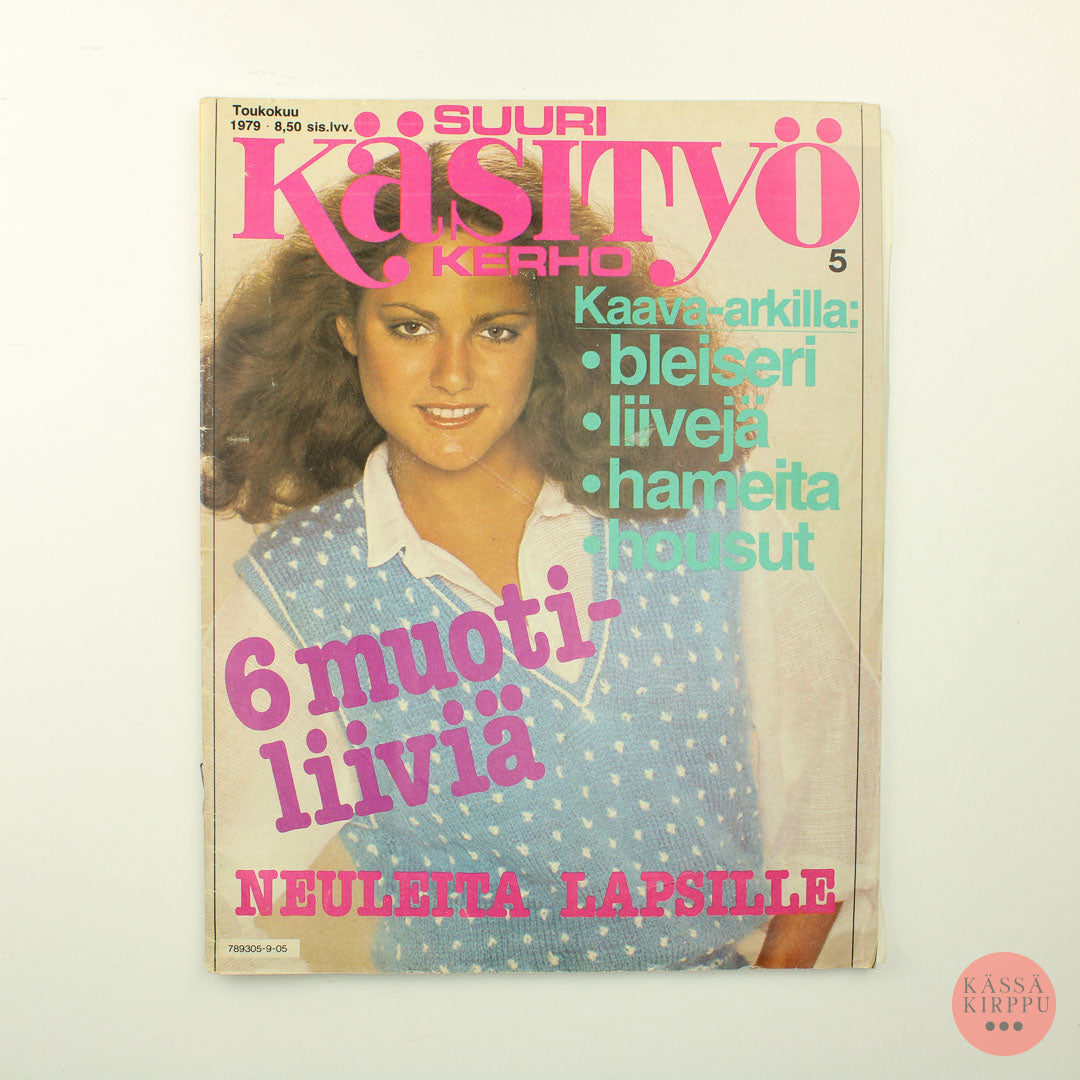 Toukokuu
1979 · 8,50 sis.lvv.
SUURI
KÄSITYÖ
KERHO
5
Kaava-arkilla:
• bleiseri
• liivejä
• hameita
• housut
6 muoti-
liiviä
NEULEITA LAPSILLE
789305-9-05
KÄSSÄ
KIRPPU